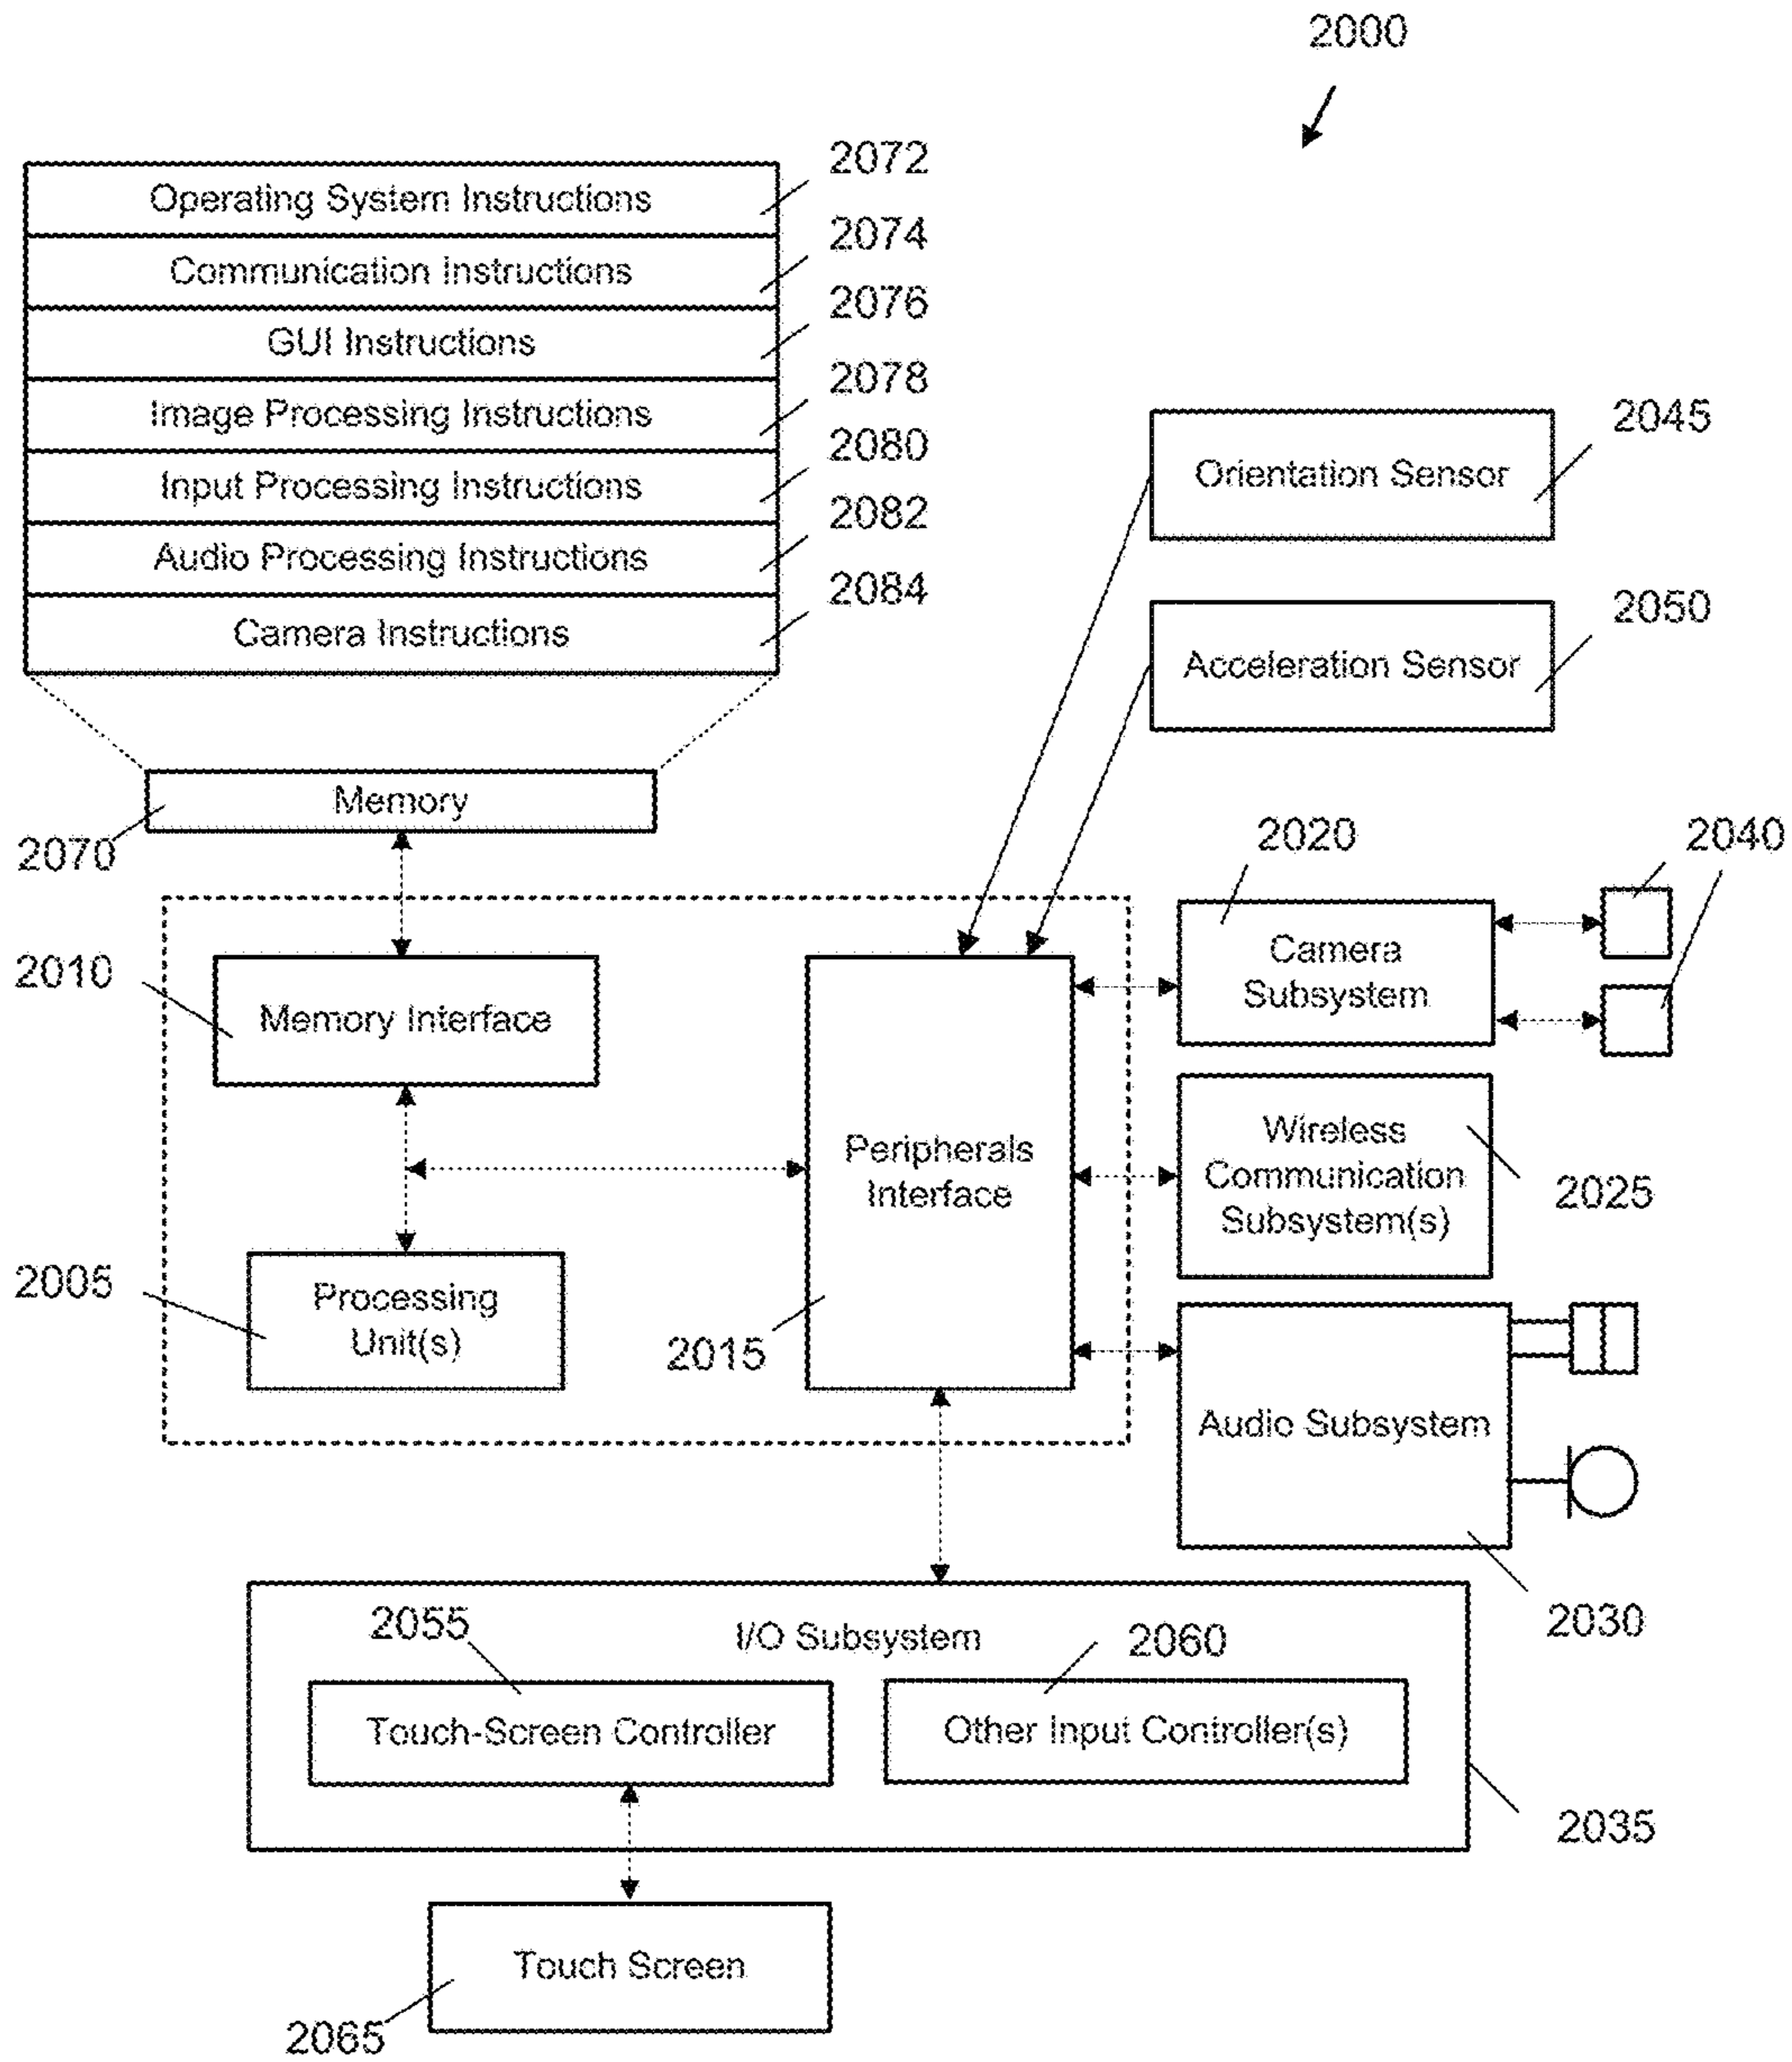 2000
2072
Operating System Instructions
2074
Communication Instructions
2076
GUI Instructions
2078
Image Processing Instructions
2080
Input Processing Instructions
2082
Audio Processing Instructions
2084
Camera Instructions
2045
Orientation Sensor
2050
Acceleration Sensor
Memory
2070
2020
2040
Camera
Subsystem
2010
Memory Interface
Peripherals
Interface
2015
Wireless
Communication
Subsystem(s)
2025
2005
Processing
Unit(s)
Audio Subsystem
2030
I/O Subsystem
2055
Touch-Screen Controller
2060
Other Input Controller(s)
2035
Touch Screen
2065